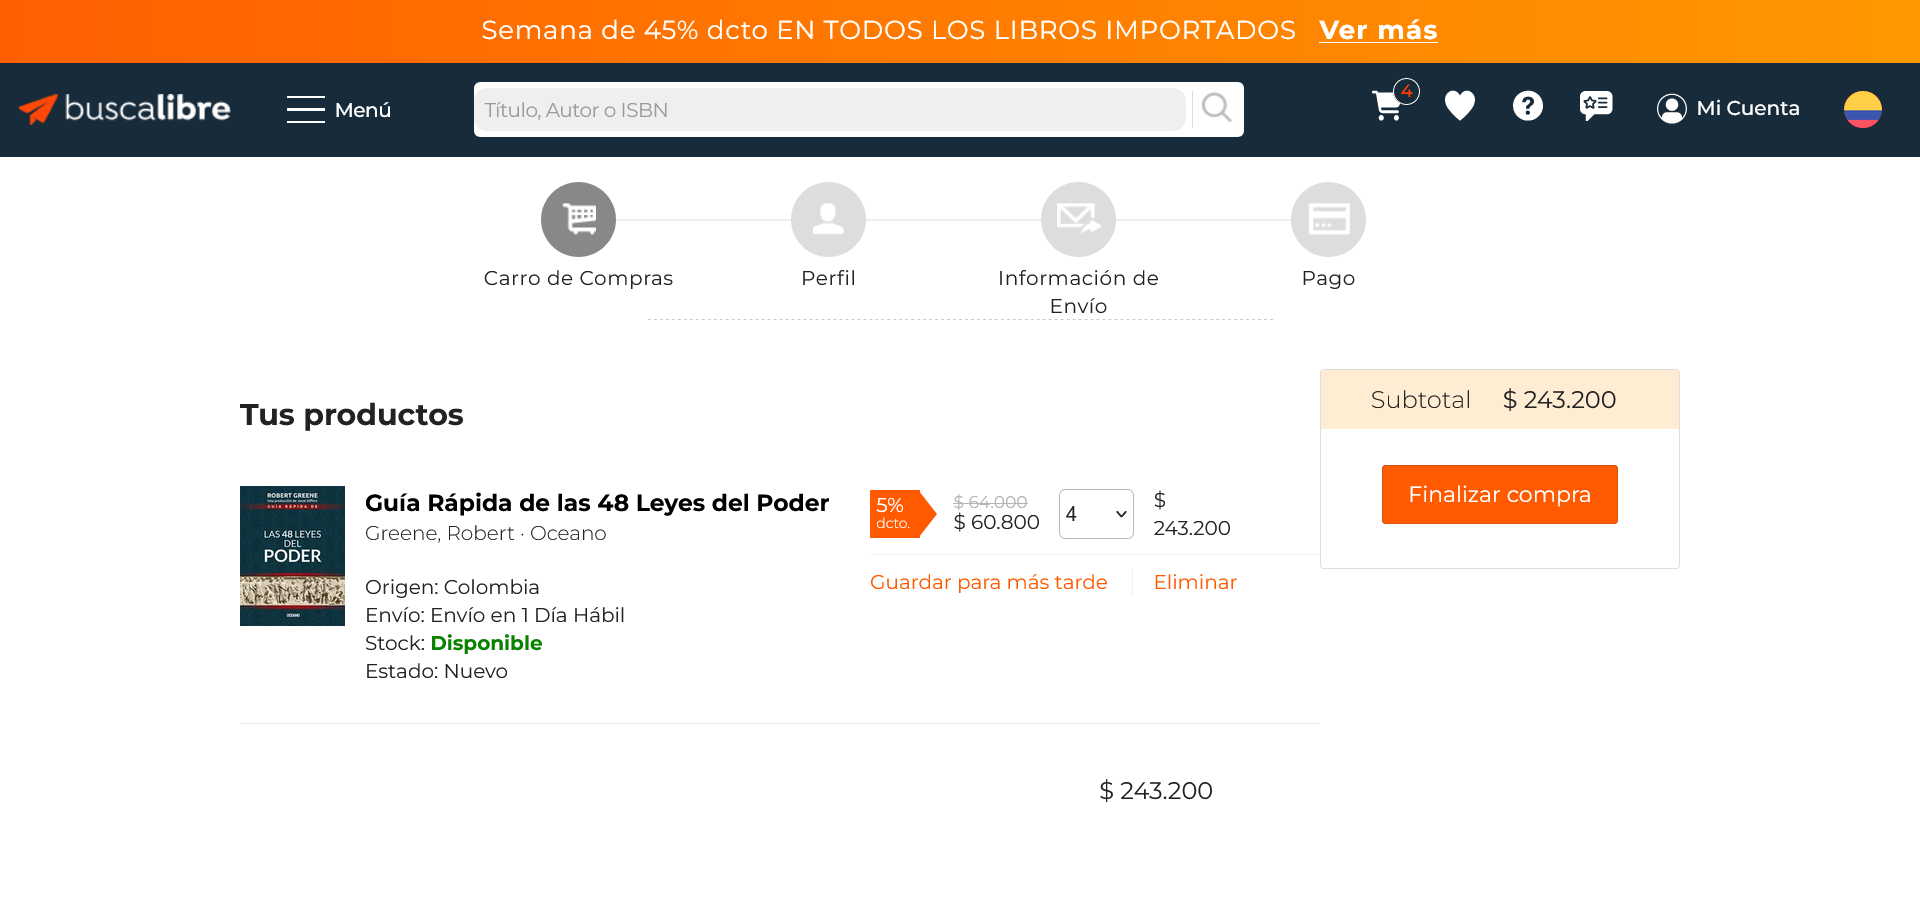 Semana de 45% dcto EN TODOS LOS LIBROS IMPORTADOS Ver más
buscalibre
Menú
Título, Autor o ISBN
4
Mi Cuenta
Carro de Compras
Perfil
Información de
Envío
Pago
Tus productos
Subtotal $ 243.200
Finalizar compra
ROBERT GREENE
GUÍA RÁPIDA DE
LAS 48 LEYES
DEL
PODER
OCEANO
Guía Rápida de las 48 Leyes del Poder
Greene, Robert · Oceano
Origen: Colombia
Envío: Envío en 1 Día Hábil
Stock: Disponible
Estado: Nuevo
5%
dcto.
$ 64.000
$ 60.800
4
$
243.200
Guardar para más tarde
Eliminar
$ 243.200